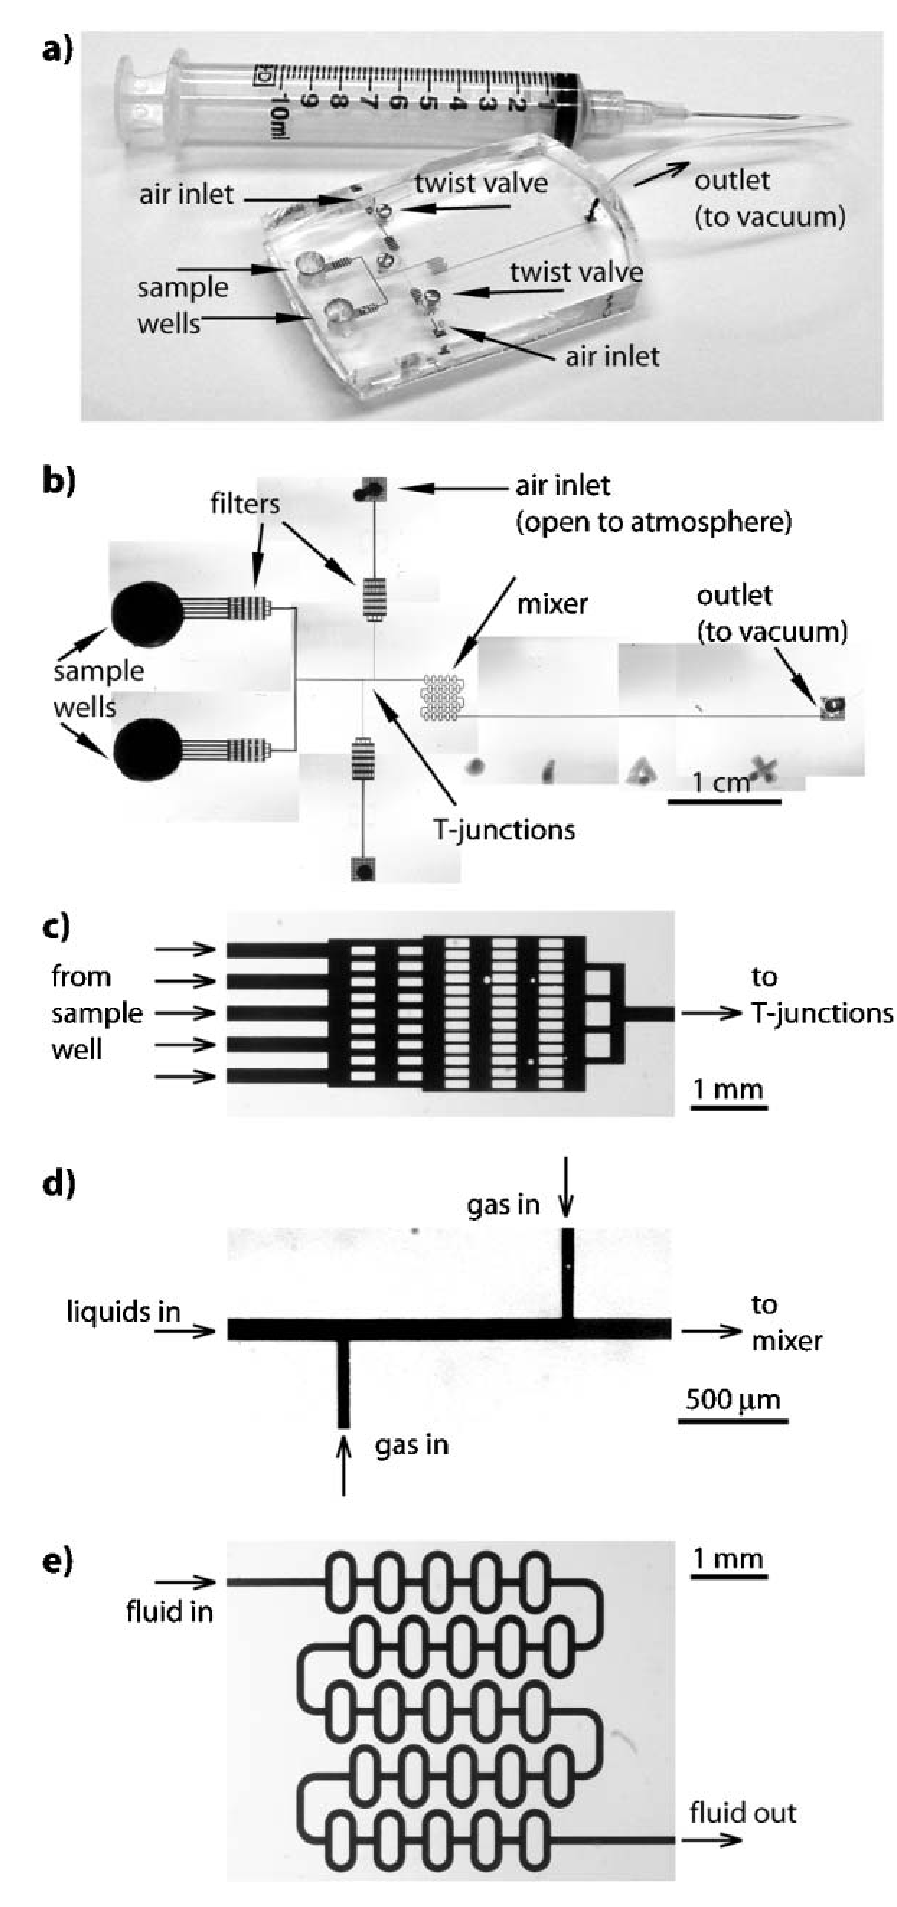 a)
10ml 9 8 7 6 5 4 3 2 1
air inlet
twist valve
outlet
(to vacuum)
sample
wells
twist valve
air inlet
b)
filters
air inlet
(open to atmosphere)
mixer
outlet
(to vacuum)
sample
wells
1 cm
T-junctions
c)
from
sample
well
to
T-junctions
1 mm
d)
gas in
liquids in
to
mixer
500 μm
gas in
e)
1 mm
fluid in
fluid out